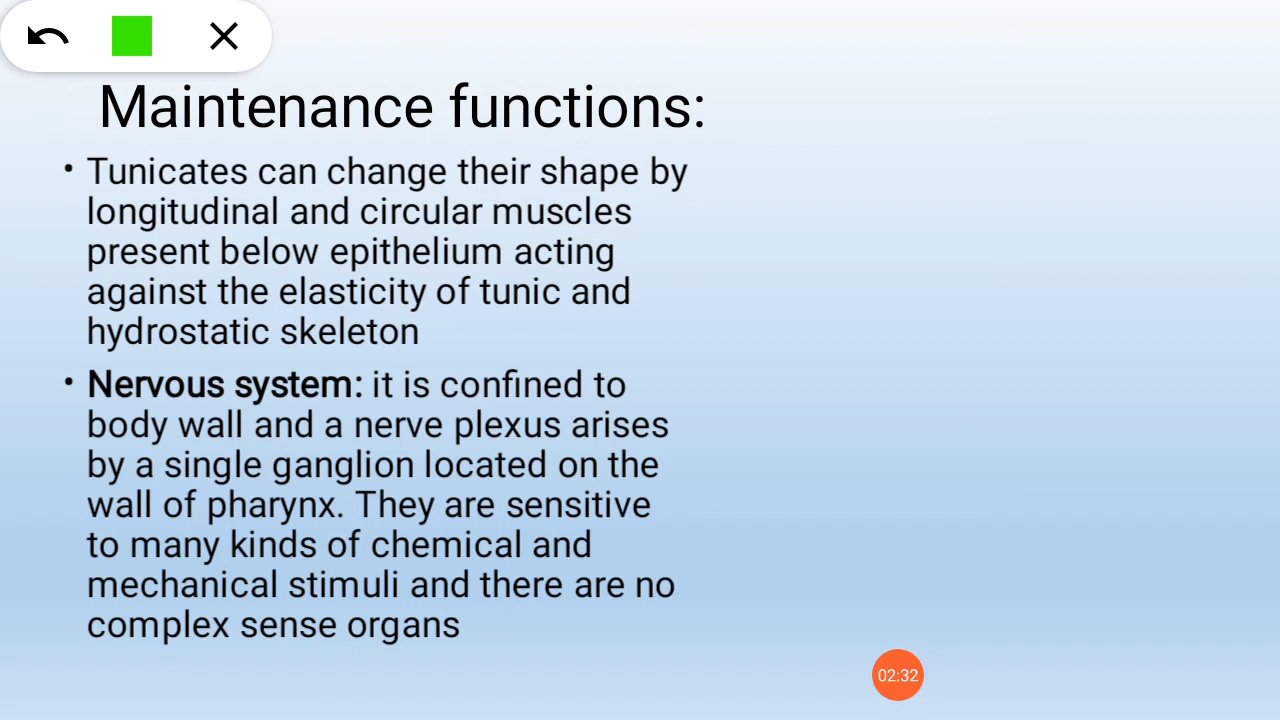 Maintenance functions:
• Tunicates can change their shape by
longitudinal and circular muscles
present below epithelium acting
against the elasticity of tunic and
hydrostatic skeleton
• Nervous system: it is confined to
body wall and a nerve plexus arises
by a single ganglion located on the
wall of pharynx. They are sensitive
to many kinds of chemical and
mechanical stimuli and there are no
complex sense organs
02:32